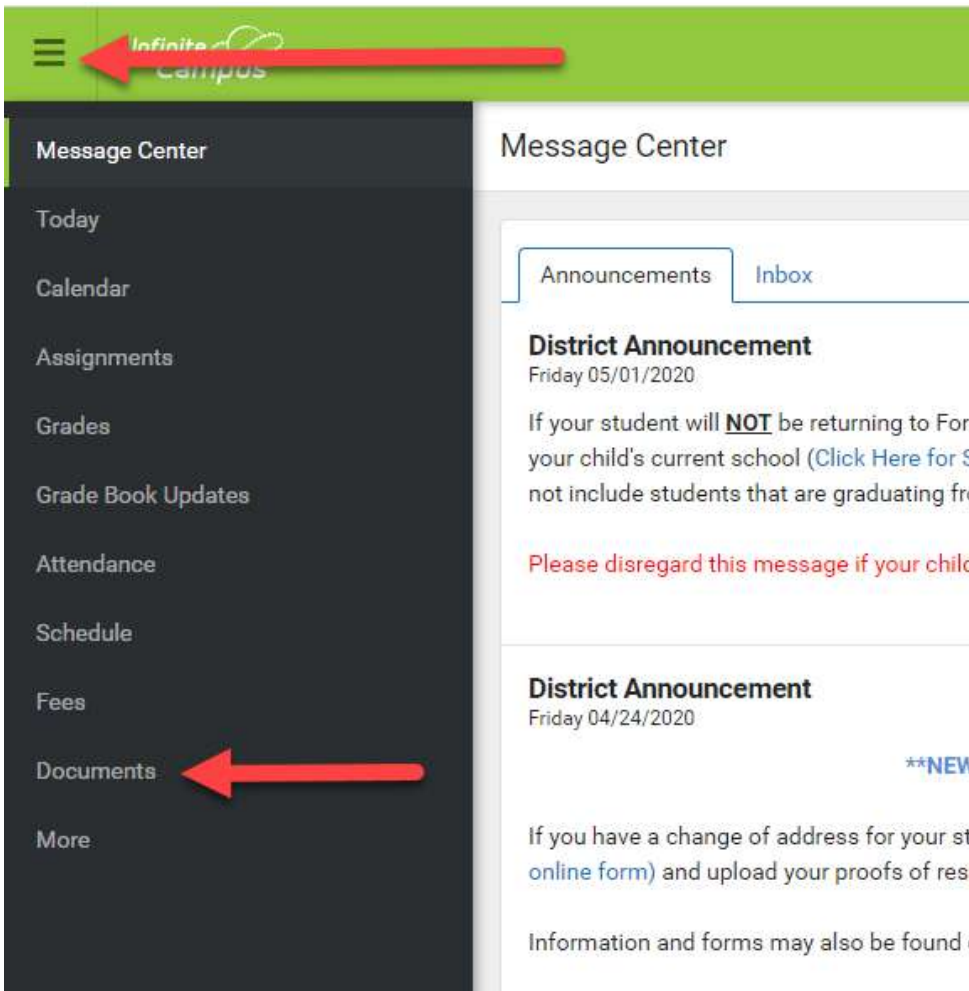 Infinite
Campus
Message Center
Today
Calendar
Assignments
Grades
Grade Book Updates
Attendance
Schedule
Fees
Documents
More
Message Center
Announcements Inbox
District Announcement
Friday 05/01/2020
If your student will NOT be returning to For
your child's current school (Click Here for S
not include students that are graduating fr
Please disregard this message if your chil
District Announcement
Friday 04/24/2020
**NEW
If you have a change of address for your st
online form) and upload your proofs of res
Information and forms may also be found